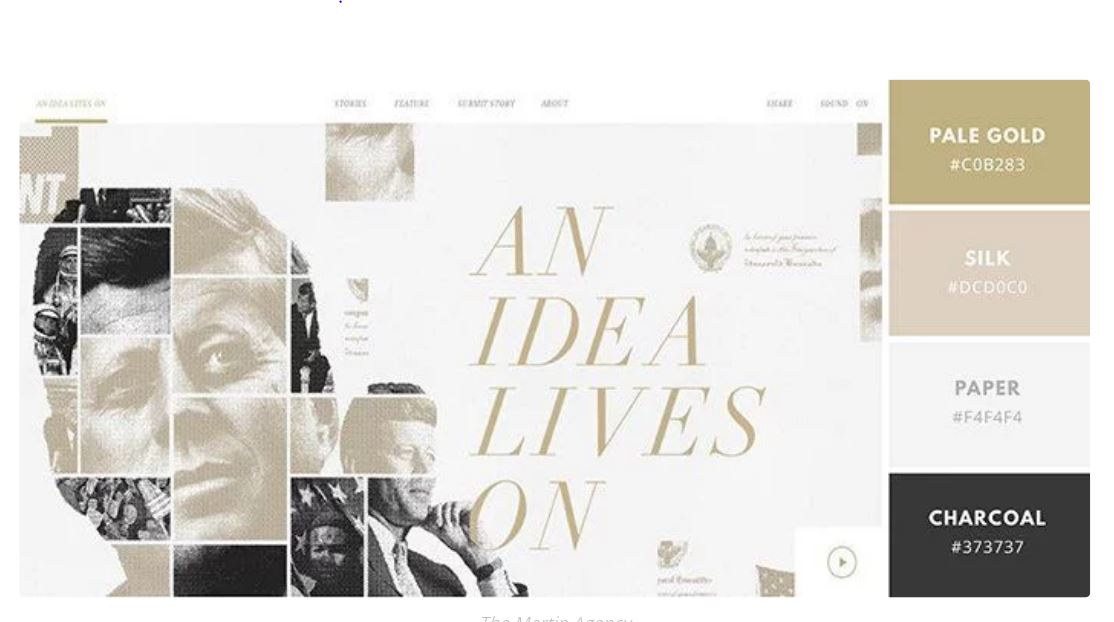 AN IDEA LIVES ON
STORIES
FEATURE
SUBMIT STORY
ABOUT
SHARE
SOUND ON
NT
AN
IDEA
LIVES
ON
PALE GOLD
#C0B283
SILK
#DCD0C0
PAPER
#F4F4F4
CHARCOAL
#373737
The Martin Agency